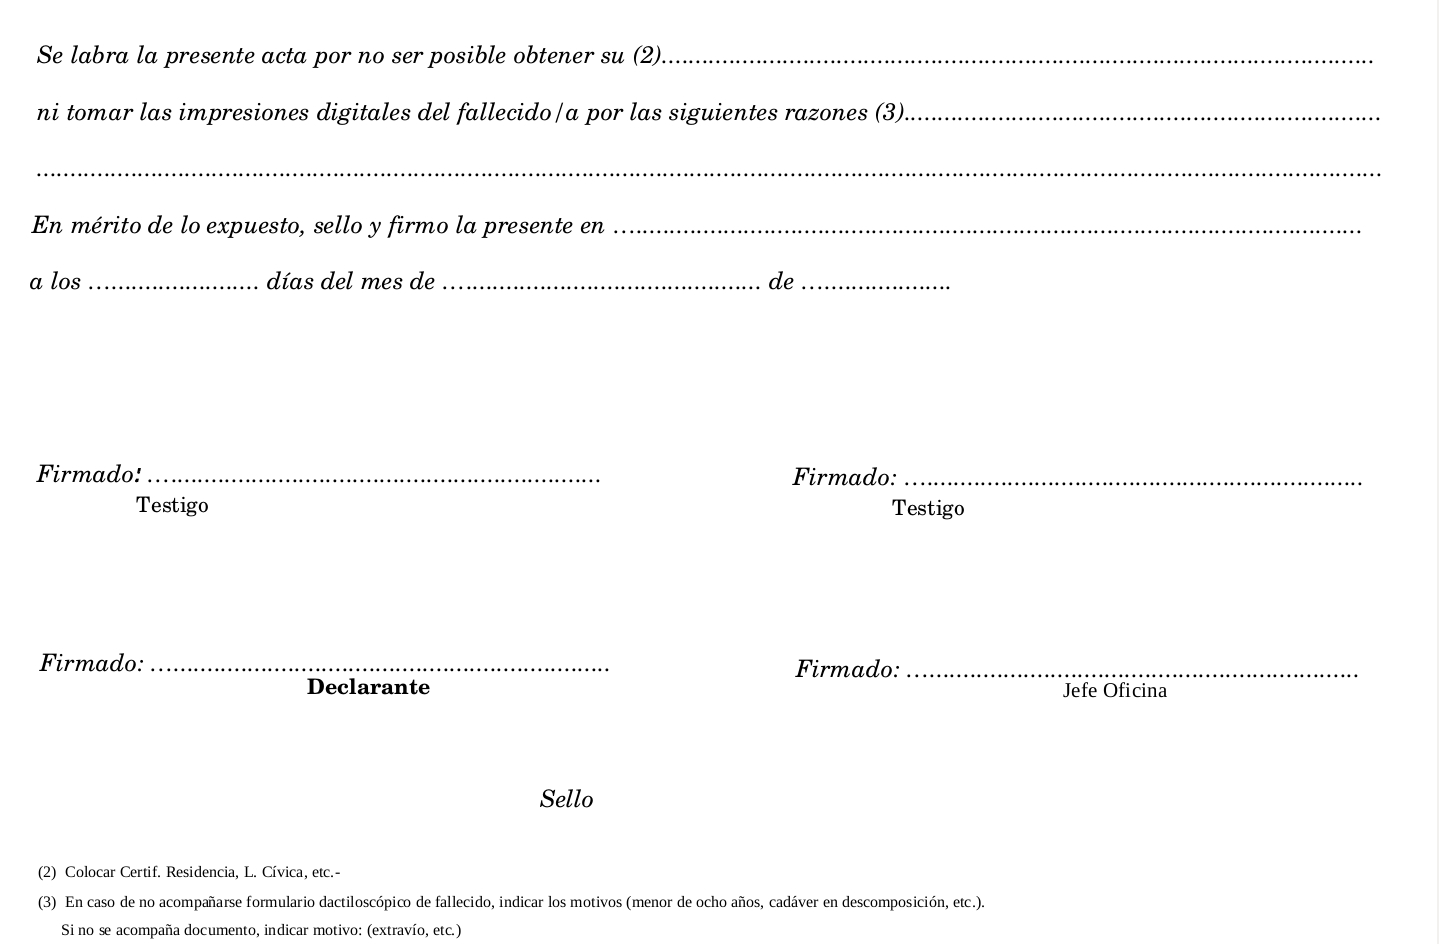 Se labra la presente acta por no ser posible obtener su (2)..........................................................................................................
ni tomar las impresiones digitales del fallecido/a por las siguientes razones (3).......................................................................
........................................................................................................................................................................................................
En mérito de lo expuesto, sello y firmo la presente en …............................................................................................................
a los …...................... días del mes de …............................................ de …...................
Firmado: …................................................................ Firmado: ….................................................................
Testigo Testigo
Firmado: …................................................................. Firmado: …................................................................
Declarante Jefe Oficina
Sello
(2) Colocar Certif. Residencia, L. Cívica, etc.-
(3) En caso de no acompañarse formulario dactiloscópico de fallecido, indicar los motivos (menor de ocho años, cadáver en descomposición, etc.).
Si no se acompaña documento, indicar motivo: (extravío, etc.)